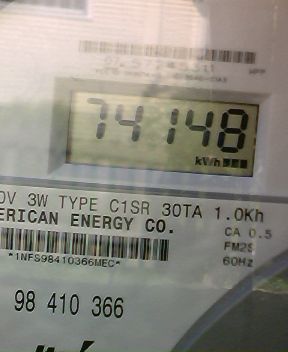 74148
kWh
0V 3W TYPE C1SR 30TA 1.0Kh
ERICAN ENERGY CO.
CA 0.5
FM2S
60Hz
*1NFS98410366MEC*
98 410 366